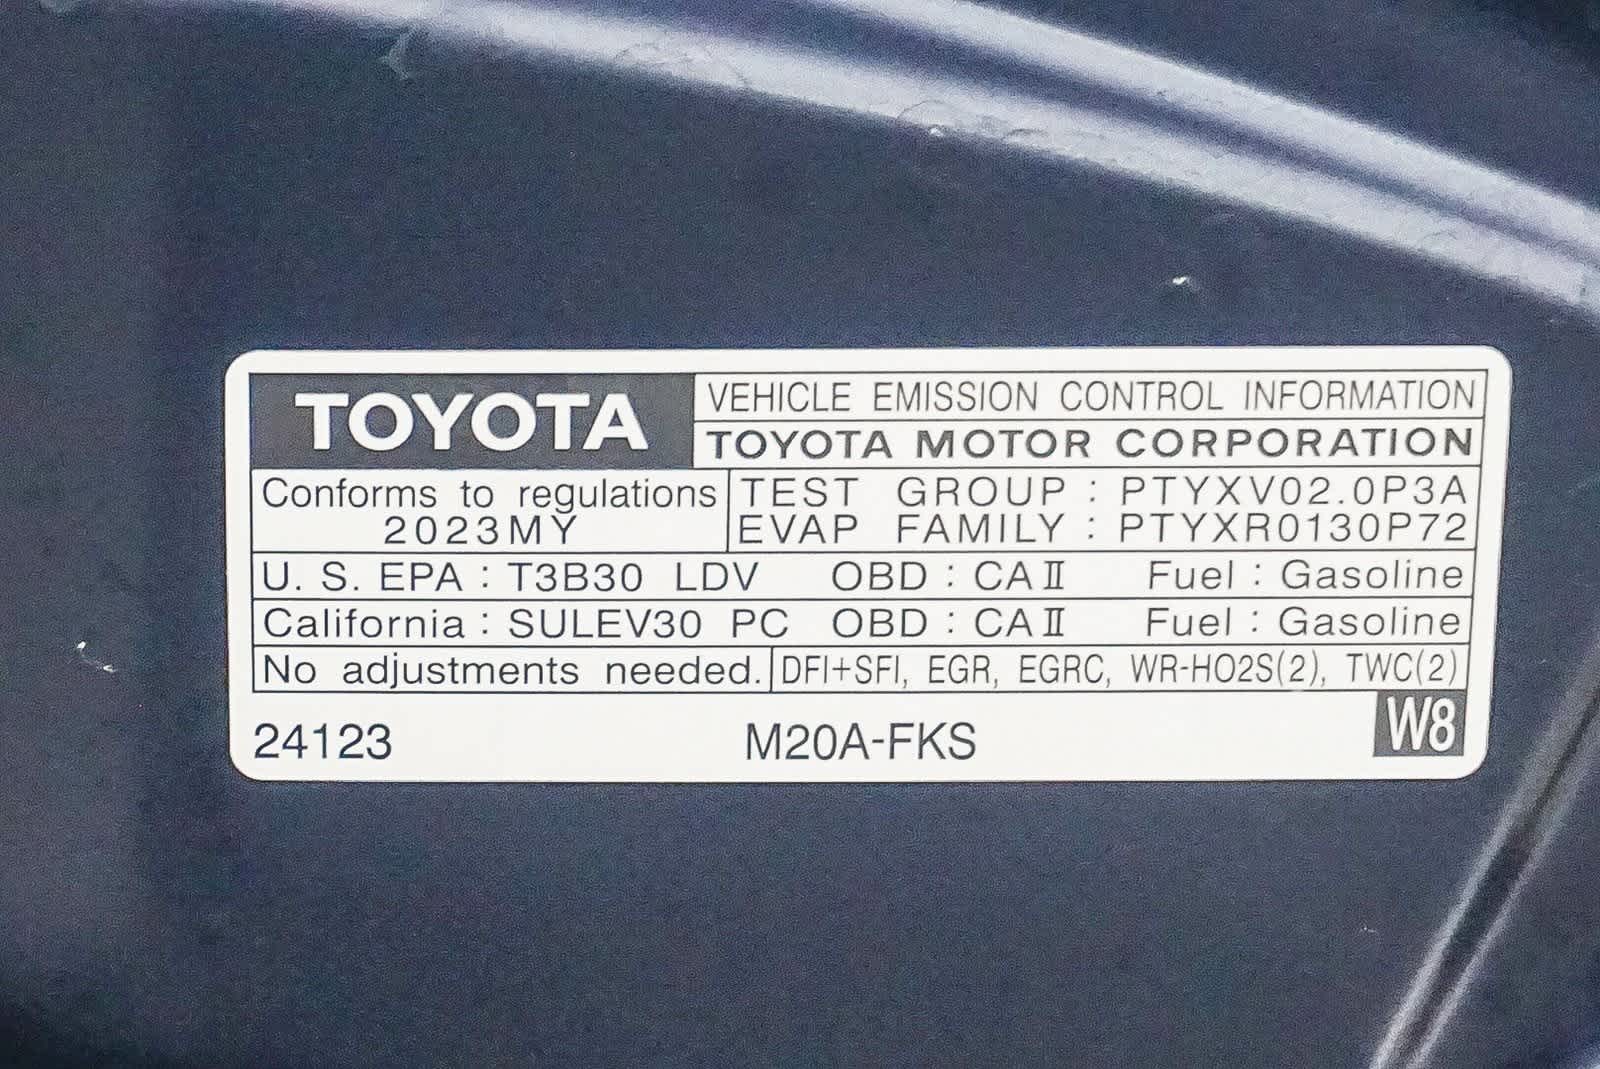 TOYOTA
VEHICLE EMISSION CONTROL INFORMATION
TOYOTA MOTOR CORPORATION
Conforms to regulations
2023MY
TEST GROUP : PTYXV02.0P3A
EVAP FAMILY : PTYXR0130P72
U. S. EPA : T3B30 LDV OBD : CAⅡ Fuel : Gasoline
California : SULEV30 PC OBD : CAⅡ Fuel : Gasoline
No adjustments needed. DFI+SFI, EGR, EGRC, WR-HO2S(2), TWC(2)
24123 M20A-FKS W8